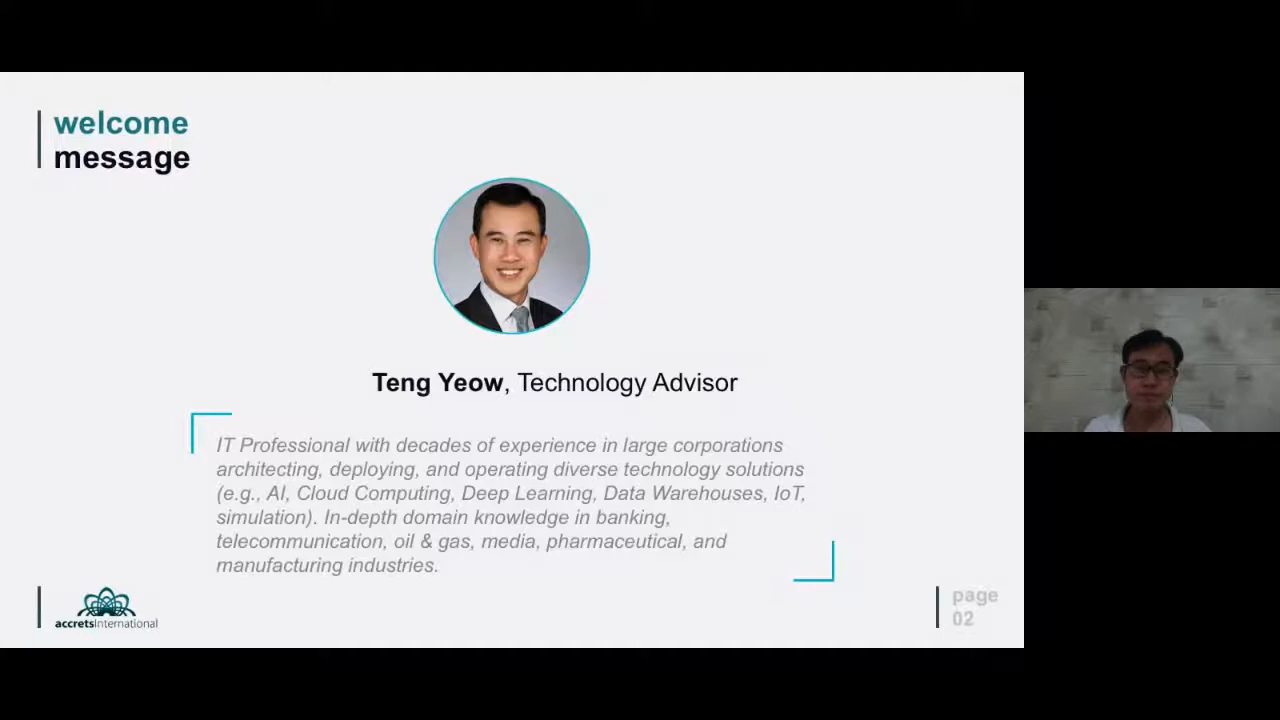 welcome
message
Teng Yeow, Technology Advisor
IT Professional with decades of experience in large corporations
architecting, deploying, and operating diverse technology solutions
(e.g., AI, Cloud Computing, Deep Learning, Data Warehouses, IoT,
simulation). In-depth domain knowledge in banking,
telecommunication, oil & gas, media, pharmaceutical, and
manufacturing industries.
accretsInternational
page
02